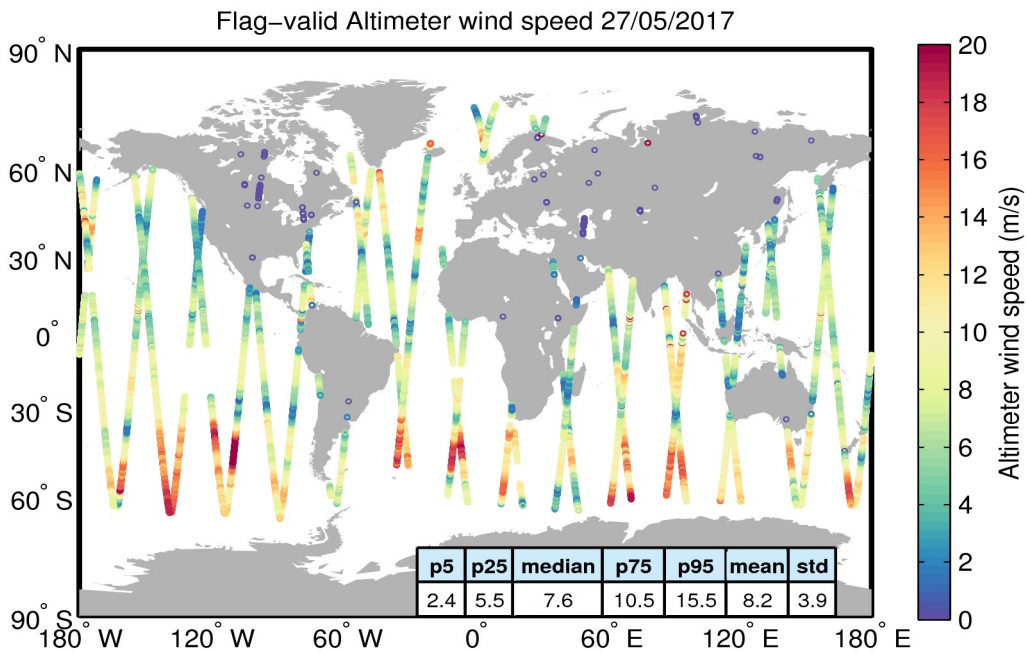 Flag−valid Altimeter wind speed 27/05/2017
90° N
60° N
30° N
0°
30° S
60° S
90° S
180° W
120° W
60° W
0°
60° E
120° E
180° E
p5 p25 median p75 p95 mean std
2.4 5.5 7.6 10.5 15.5 8.2 3.9
20
18
16
14
12
10
8
6
4
2
0
Altimeter wind speed (m/s)